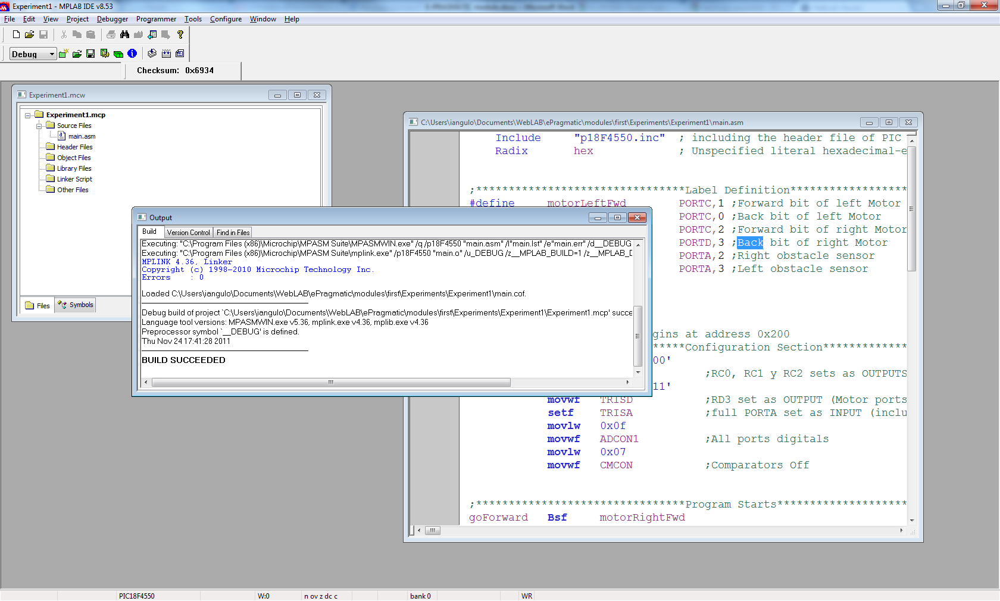 Experiment1 - MPLAB IDE v8.53
File Edit View Project Debugger Programmer Tools Configure Window Help
Debug
Checksum: 0x6934
Experiment1.mcw
Experiment1.mcp
Source Files
main.asm
Header Files
Object Files
Library Files
Linker Script
Other Files
Files Symbols
C:\Users\iangulo\Documents\WebLAB\ePragmatic\modules\first\Experiments\Experiment1\main.asm
Include "p18F4550.inc" ; including the header file of PIC
Radix hex ; Unspecified literal hexadecimal-e
;********************************Label Definition******************
#define motorLeftFwd PORTC,1 ;Forward bit of left Motor
PORTC,0 ;Back bit of left Motor
PORTC,2 ;Forward bit of right Motor
PORTD,3 ;Back bit of right Motor
PORTA,2 ;Right obstacle sensor
PORTA,3 ;Left obstacle sensor
gins at address 0x200
*****Configuration Section*************
00'
;RC0, RC1 y RC2 sets as OUTPUTS
11'
movwf TRISD ;RD3 set as OUTPUT (Motor ports
setf TRISA ;full PORTA set as INPUT (inclu
movlw 0x0f
movwf ADCON1 ;All ports digitals
movlw 0x07
movwf CMCON ;Comparators Off
;********************************Program Starts********************
goForward Bsf motorRightFwd
Output
Build Version Control Find in Files
Executing: "C:\Program Files (x86)\Microchip\MPASM Suite\MPASMWIN.exe" /q /p18F4550 "main.asm" /l"main.lst" /e"main.err" /d__DEBUG
Executing: "C:\Program Files (x86)\Microchip\MPASM Suite\mplink.exe" /p18F4550 "main.o" /u_DEBUG /z__MPLAB_BUILD=1 /z__MPLAB_D
MPLINK 4.36, Linker
Copyright (c) 1998-2010 Microchip Technology Inc.
Errors : 0
Loaded C:\Users\iangulo\Documents\WebLAB\ePragmatic\modules\first\Experiments\Experiment1\main.cof.
Debug build of project `C:\Users\iangulo\Documents\WebLAB\ePragmatic\modules\first\Experiments\Experiment1\Experiment1.mcp' succe
Language tool versions: MPASMWIN.exe v5.36, mplink.exe v4.36, mplib.exe v4.36
Preprocessor symbol `__DEBUG' is defined.
Thu Nov 24 17:41:28 2011
BUILD SUCCEEDED
PIC18F4550 W:0 n ov z dc c bank 0 WR